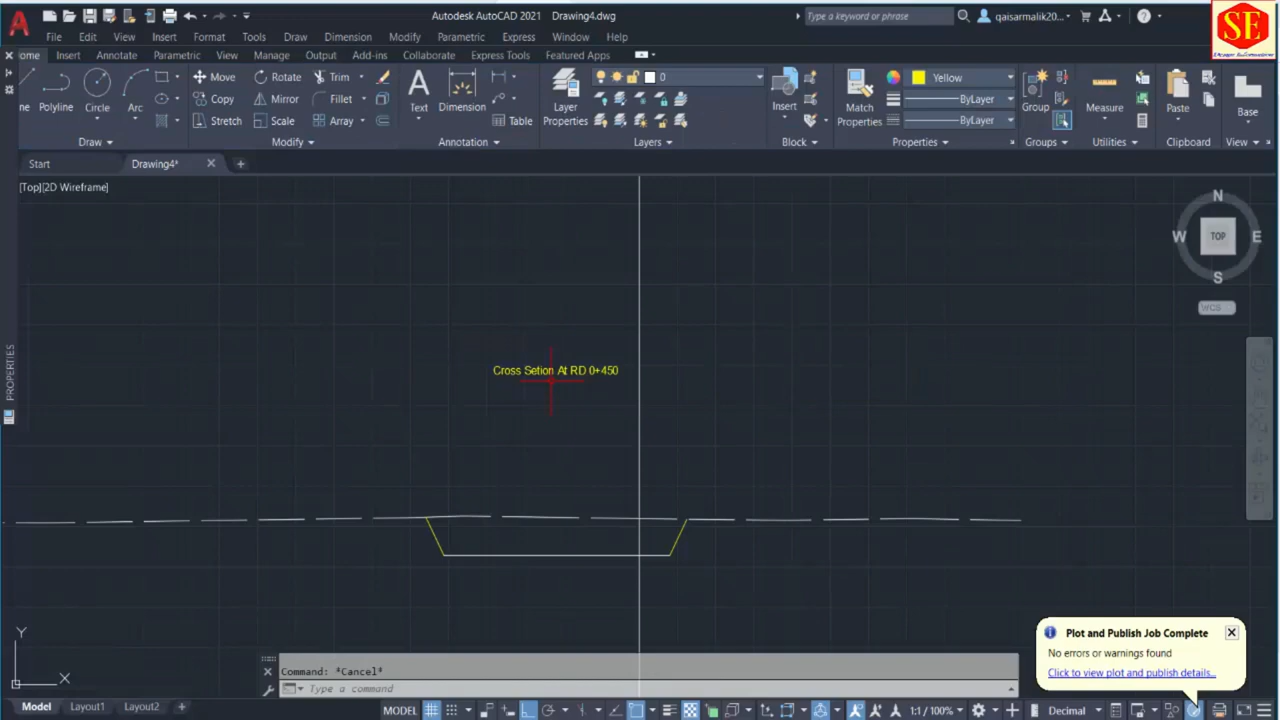 Autodesk AutoCAD 2021 Drawing4.dwg
Type a keyword or phrase
qaisarmalik20...
SE
File Edit View Insert Format Tools Draw Dimension Modify Parametric Express Window Help
ome Insert Annotate Parametric View Manage Output Add-ins Collaborate Express Tools Featured Apps
Move Rotate Trim
0
Yellow
ne Polyline Circle Arc
Copy Mirror Fillet
Text Dimension
Layer Properties
Insert
Match Properties
ByLayer
Group
Measure
Paste
Base
Stretch Scale Array
Table
ByLayer
Draw Modify Annotation Layers Block Properties Groups Utilities Clipboard View
Start Drawing4*
[Top][2D Wireframe]
N
W TOP E
S
WCS
PROPERTIES
Cross Setion At RD 0+450
Plot and Publish Job Complete
No errors or warnings found
Click to view plot and publish details...
Y
X
Command: *Cancel*
Type a command
Model Layout1 Layout2
MODEL
1:1 / 100%
Decimal